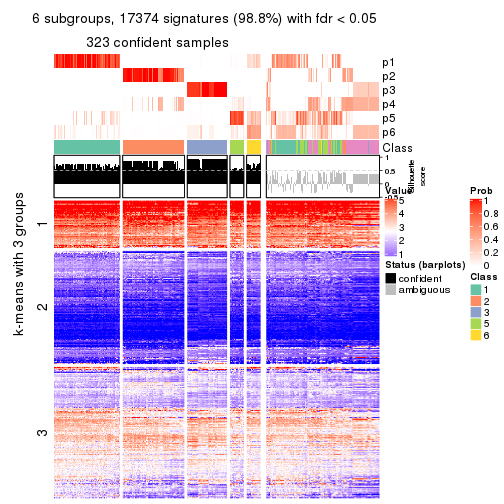 6 subgroups, 17374 signatures (98.8%) with fdr < 0.05
323 confident samples
p1
p2
p3
p4
p5
p6
Class
1
0.5
0
-0.5
Silhouette
score
k-means with 3 groups
1
2
3
Value
5
4
3
2
1
Status (barplots)
confident
ambiguous
Prob
1
0.8
0.6
0.4
0.2
0
Class
1
2
3
5
6